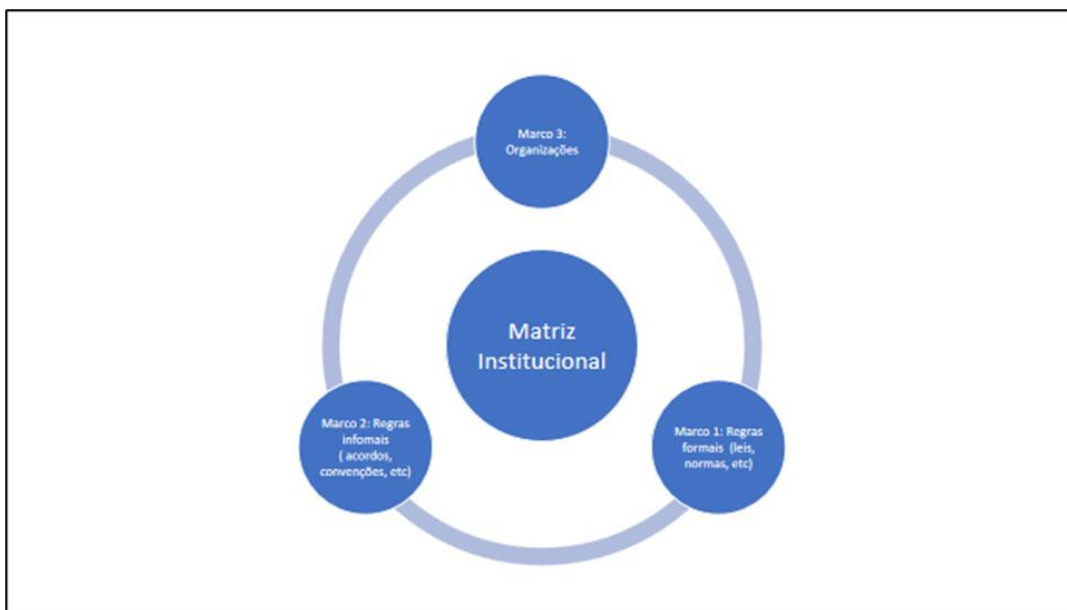 Marco 3:
Organizações
Matriz
Institucional
Marco 2: Regras
infomais
( acordos,
convenções, etc)
Marco 1: Regras
formais  (leis,
normas, etc)